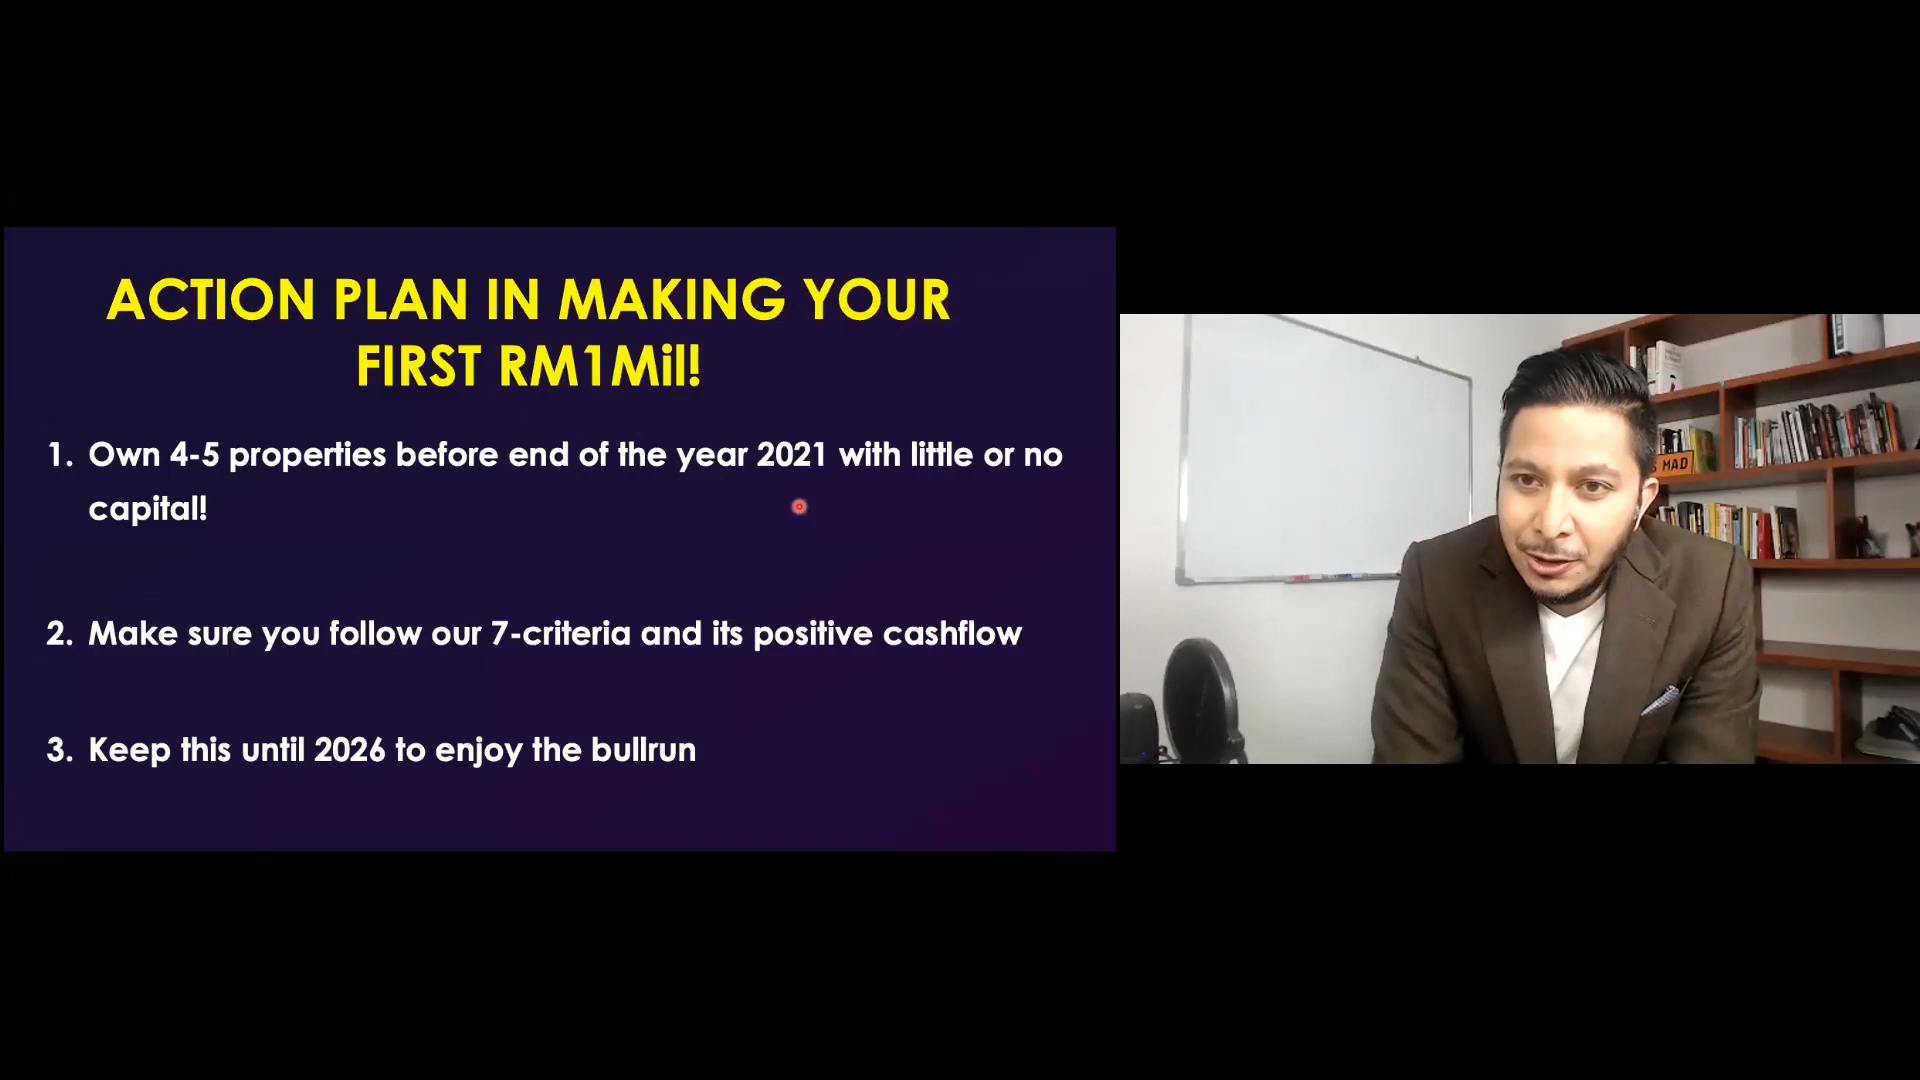 ACTION PLAN IN MAKING YOUR
FIRST RM1Mil!
1. Own 4-5 properties before end of the year 2021 with little or no
capital!
2. Make sure you follow our 7-criteria and its positive cashflow
3. Keep this until 2026 to enjoy the bullrun
MAD